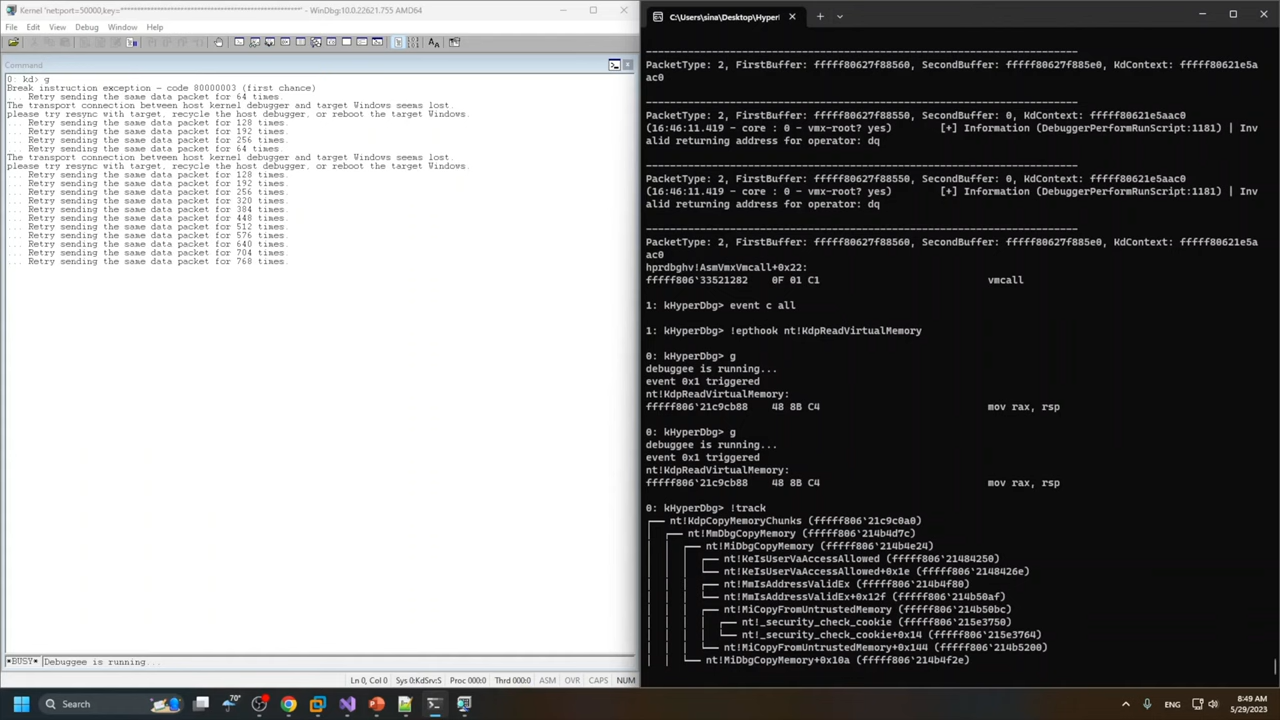 Kernel 'net:port=50000,key=*******************************************' - WinDbg:10.0.22621.755 AMD64
File Edit View Debug Window Help
Command
0: kd> g
Break instruction exception - code 80000003 (first chance)
... Retry sending the same data packet for 64 times.
The transport connection between host kernel debugger and target Windows seems lost.
please try resync with target, recycle the host debugger, or reboot the target Windows.
... Retry sending the same data packet for 128 times.
... Retry sending the same data packet for 192 times.
... Retry sending the same data packet for 256 times.
... Retry sending the same data packet for 64 times.
The transport connection between host kernel debugger and target Windows seems lost.
please try resync with target, recycle the host debugger, or reboot the target Windows.
... Retry sending the same data packet for 128 times.
... Retry sending the same data packet for 192 times.
... Retry sending the same data packet for 256 times.
... Retry sending the same data packet for 320 times.
... Retry sending the same data packet for 384 times.
... Retry sending the same data packet for 448 times.
... Retry sending the same data packet for 512 times.
... Retry sending the same data packet for 576 times.
... Retry sending the same data packet for 640 times.
... Retry sending the same data packet for 704 times.
... Retry sending the same data packet for 768 times.
*BUSY* Debuggee is running...
Ln 0, Col 0 Sys 0:KdSrv:S Proc 000:0 Thrd 000:0 ASM OVR CAPS NUM
C:\Users\sina\Desktop\Hyper
PacketType: 2, FirstBuffer: fffff80627f88560, SecondBuffer: fffff80627f885e0, KdContext: fffff80621e5a
ac0
PacketType: 2, FirstBuffer: fffff80627f88550, SecondBuffer: 0, KdContext: fffff80621e5aac0
(16:46:11.419 - core : 0 - vmx-root? yes) [+] Information (DebuggerPerformRunScript:1181) | Inv
alid returning address for operator: dq
PacketType: 2, FirstBuffer: fffff80627f88550, SecondBuffer: 0, KdContext: fffff80621e5aac0
(16:46:11.419 - core : 0 - vmx-root? yes) [+] Information (DebuggerPerformRunScript:1181) | Inv
alid returning address for operator: dq
PacketType: 2, FirstBuffer: fffff80627f88560, SecondBuffer: fffff80627f885e0, KdContext: fffff80621e5a
ac0
hprdbghv!AsmVmxVmcall+0x22:
fffff806`33521282 0F 01 C1 vmcall
1: kHyperDbg> event c all
1: kHyperDbg> !epthook nt!KdpReadVirtualMemory
0: kHyperDbg> g
debuggee is running...
event 0x1 triggered
nt!KdpReadVirtualMemory:
fffff806`21c9cb88 48 8B C4 mov rax, rsp
0: kHyperDbg> g
debuggee is running...
event 0x1 triggered
nt!KdpReadVirtualMemory:
fffff806`21c9cb88 48 8B C4 mov rax, rsp
0: kHyperDbg> !track
nt!KdpCopyMemoryChunks (fffff806`21c9c0a0)
nt!MmDbgCopyMemory (fffff806`214b4d7c)
nt!MiDbgCopyMemory (fffff806`214b4e24)
nt!KeIsUserVaAccessAllowed (fffff806`21484250)
nt!KeIsUserVaAccessAllowed+0x1e (fffff806`2148426e)
nt!MmIsAddressValidEx (fffff806`214b4f80)
nt!MmIsAddressValidEx+0x12f (fffff806`214b50af)
nt!MiCopyFromUntrustedMemory (fffff806`214b50bc)
nt!_security_check_cookie (fffff806`215e3750)
nt!_security_check_cookie+0x14 (fffff806`215e3764)
nt!MiCopyFromUntrustedMemory+0x144 (fffff806`214b5200)
nt!MiDbgCopyMemory+0x10a (fffff806`214b4f2e)
Search
70°
ENG
8:49 AM
5/29/2023